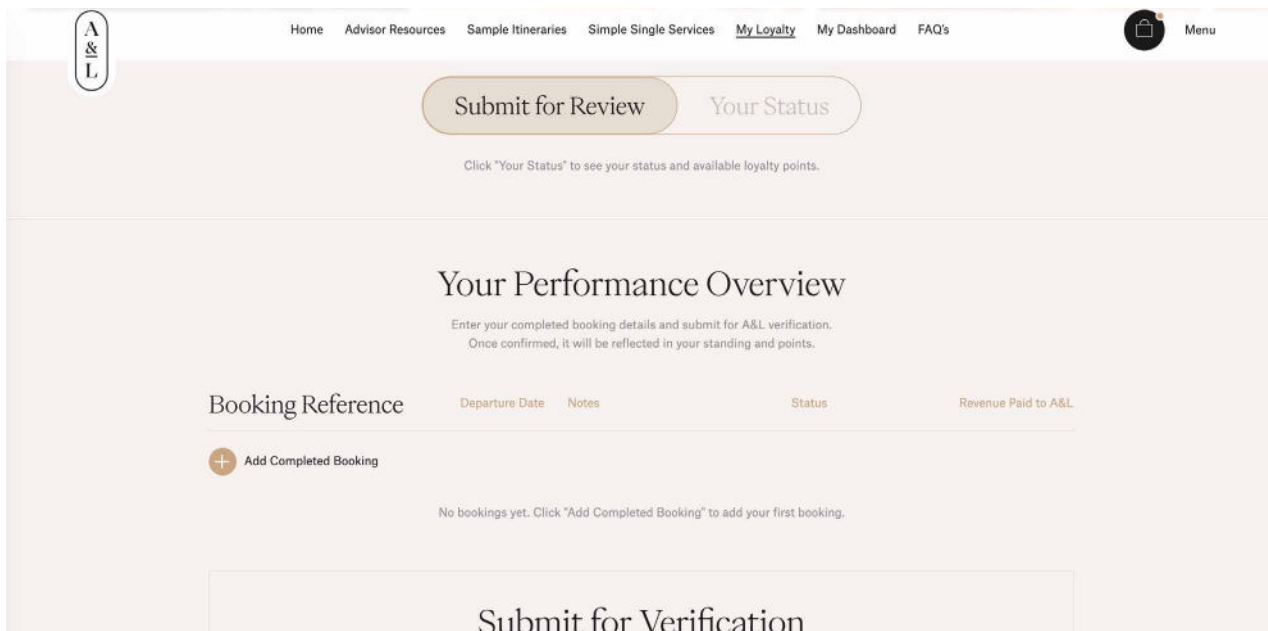 A
&
L
Home Advisor Resources Sample Itineraries Simple Single Services My Loyalty My Dashboard FAQ's Menu
Submit for Review Your Status
Click "Your Status" to see your status and available loyalty points.
Your Performance Overview
Enter your completed booking details and submit for A&L verification.
Once confirmed, it will be reflected in your standing and points.
Booking Reference Departure Date Notes Status Revenue Paid to A&L
Add Completed Booking
No bookings yet. Click "Add Completed Booking" to add your first booking.
Submit for Verification